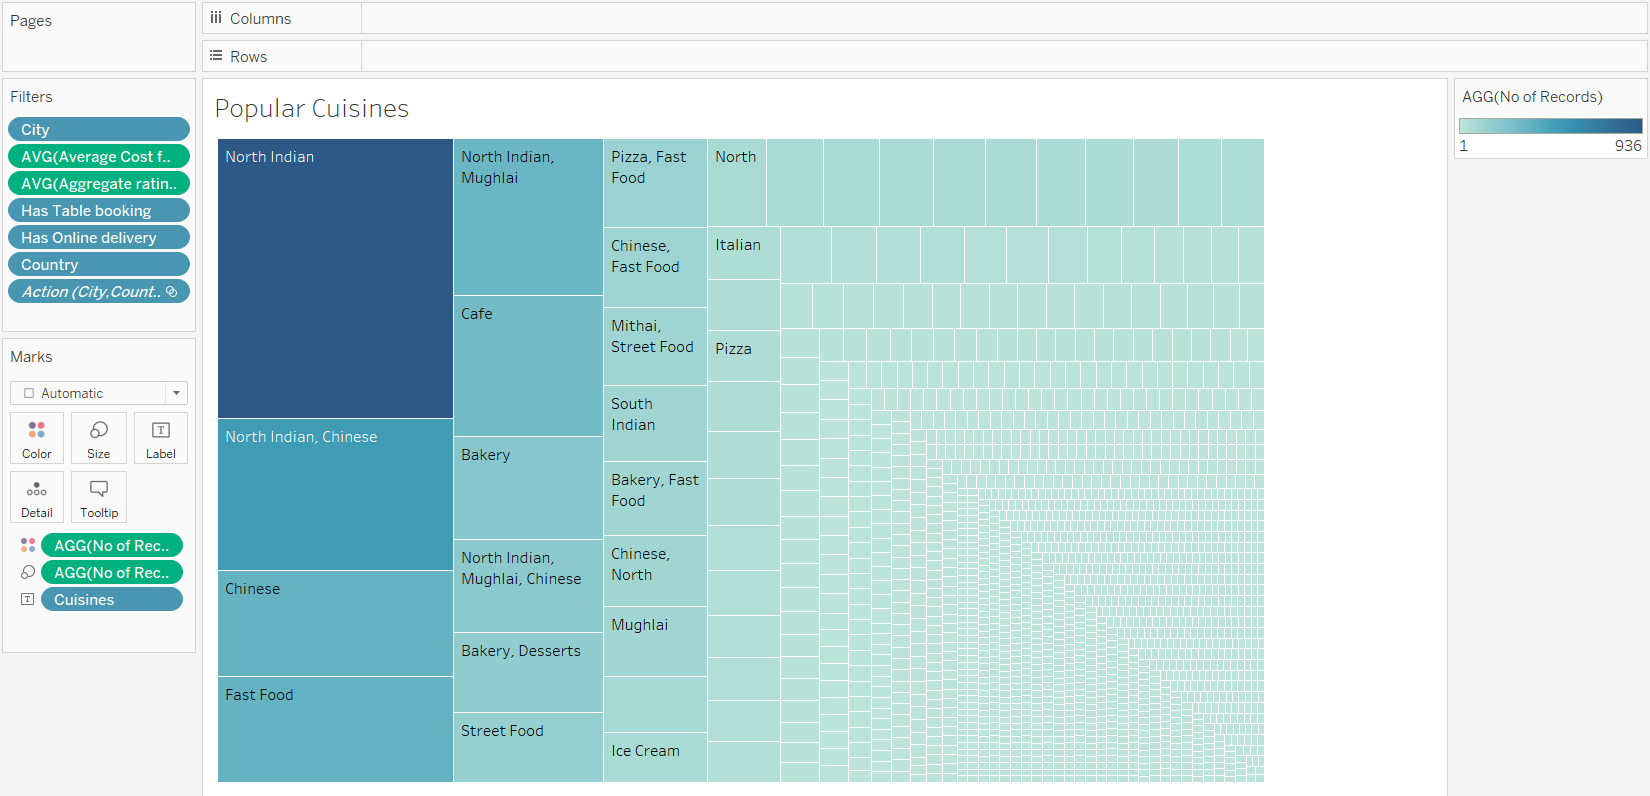 Pages
Columns
Rows
Filters
City
AVG(Average Cost f..
AVG(Aggregate ratin..
Has Table booking
Has Online delivery
Country
Action (City,Count..
Marks
Automatic
Color
Size
T
Label
Detail
Tooltip
AGG(No of Rec..
AGG(No of Rec..
T
Cuisines
Popular Cuisines
North Indian
North Indian, Chinese
Chinese
Fast Food
North Indian,
Mughlai
Cafe
Bakery
North Indian,
Mughlai, Chinese
Bakery, Desserts
Street Food
Pizza, Fast
Food
Chinese,
Fast Food
Mithai,
Street Food
South
Indian
Bakery, Fast
Food
Chinese,
North
Mughlai
Ice Cream
North
Italian
Pizza
AGG(No of Records)
1
936